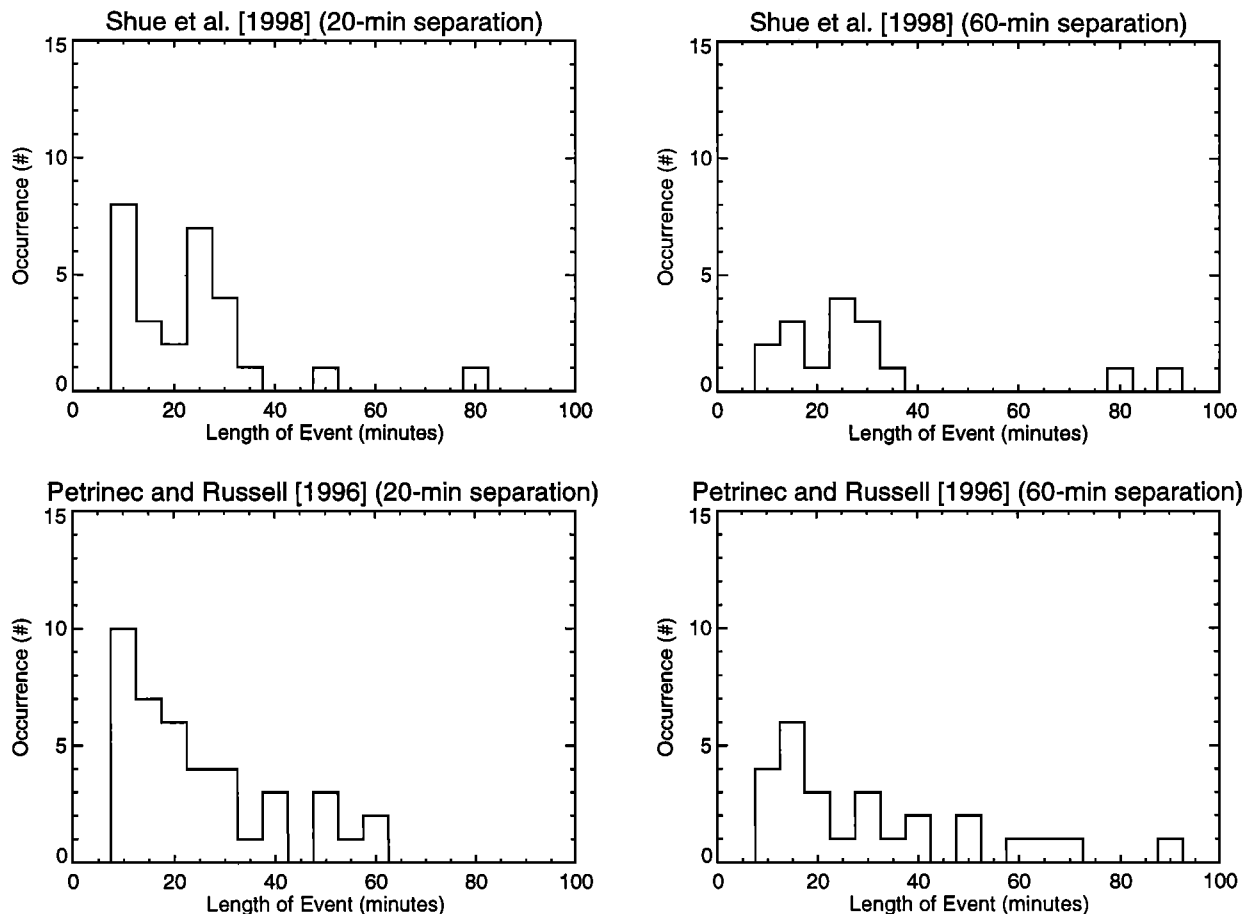 Shue et al. [1998] (20-min separation)
15
10
5
0
Occurrence (#)
0 20 40 60 80 100
Length of Event (minutes)
Shue et al. [1998] (60-min separation)
15
10
5
0
Occurrence (#)
0 20 40 60 80 100
Length of Event (minutes)
Petrinec and Russell [1996] (20-min separation)
15
10
5
0
Occurrence (#)
0 20 40 60 80 100
Length of Event (minutes)
Petrinec and Russell [1996] (60-min separation)
15
10
5
0
Occurrence (#)
0 20 40 60 80 100
Length of Event (minutes)